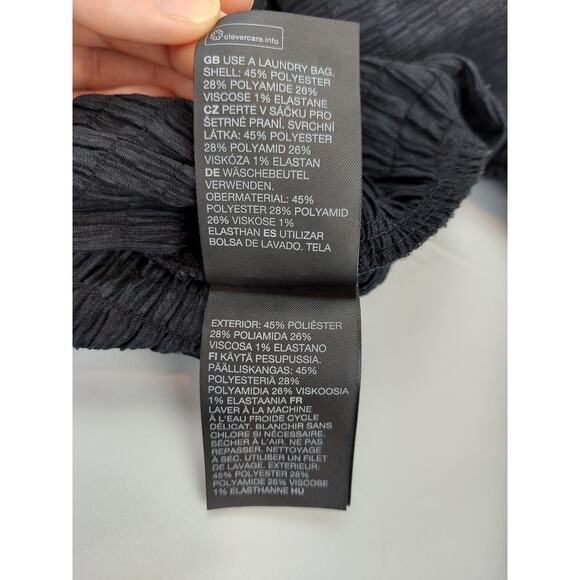 clevercare.info
GB USE A LAUNDRY BAG.
SHELL: 45% POLYESTER
28% POLYAMIDE 26%
VISCOSE 1% ELASTANE
CZ PERTE V SÁČKU PRO
ŠETRNÉ PRANÍ. SVRCHNÍ
LÁTKA: 45% POLYESTER
28% POLYAMID 26%
VISKÓZA 1% ELASTAN
DE WÄSCHEBEUTEL
VERWENDEN.
OBERMATERIAL: 45%
POLYESTER 28% POLYAMID
26% VISKOSE 1%
ELASTHAN ES UTILIZAR
BOLSA DE LAVADO. TELA
EXTERIOR: 45% POLIÉSTER
28% POLIAMIDA 26%
VISCOSA 1% ELASTANO
FI KÄYTÄ PESUPUSSIA.
PÄÄLLISKANGAS: 45%
POLYESTERIÄ 28%
POLYAMIDIA 26% VISKOOSIA
1% ELASTAANIA FR
LAVER À LA MACHINE
À L'EAU FROIDE CYCLE
DÉLICAT. BLANCHIR SANS
CHLORE SI NÉCESSAIRE.
SÉCHER À L'AIR. NE PAS
REPASSER. NETTOYAGE
À SEC. UTILISER UN FILET
DE LAVAGE. EXTERIEUR:
45% POLYESTER 28%
POLYAMIDE 26% VISCOSE
1% ELASTHANNE HU